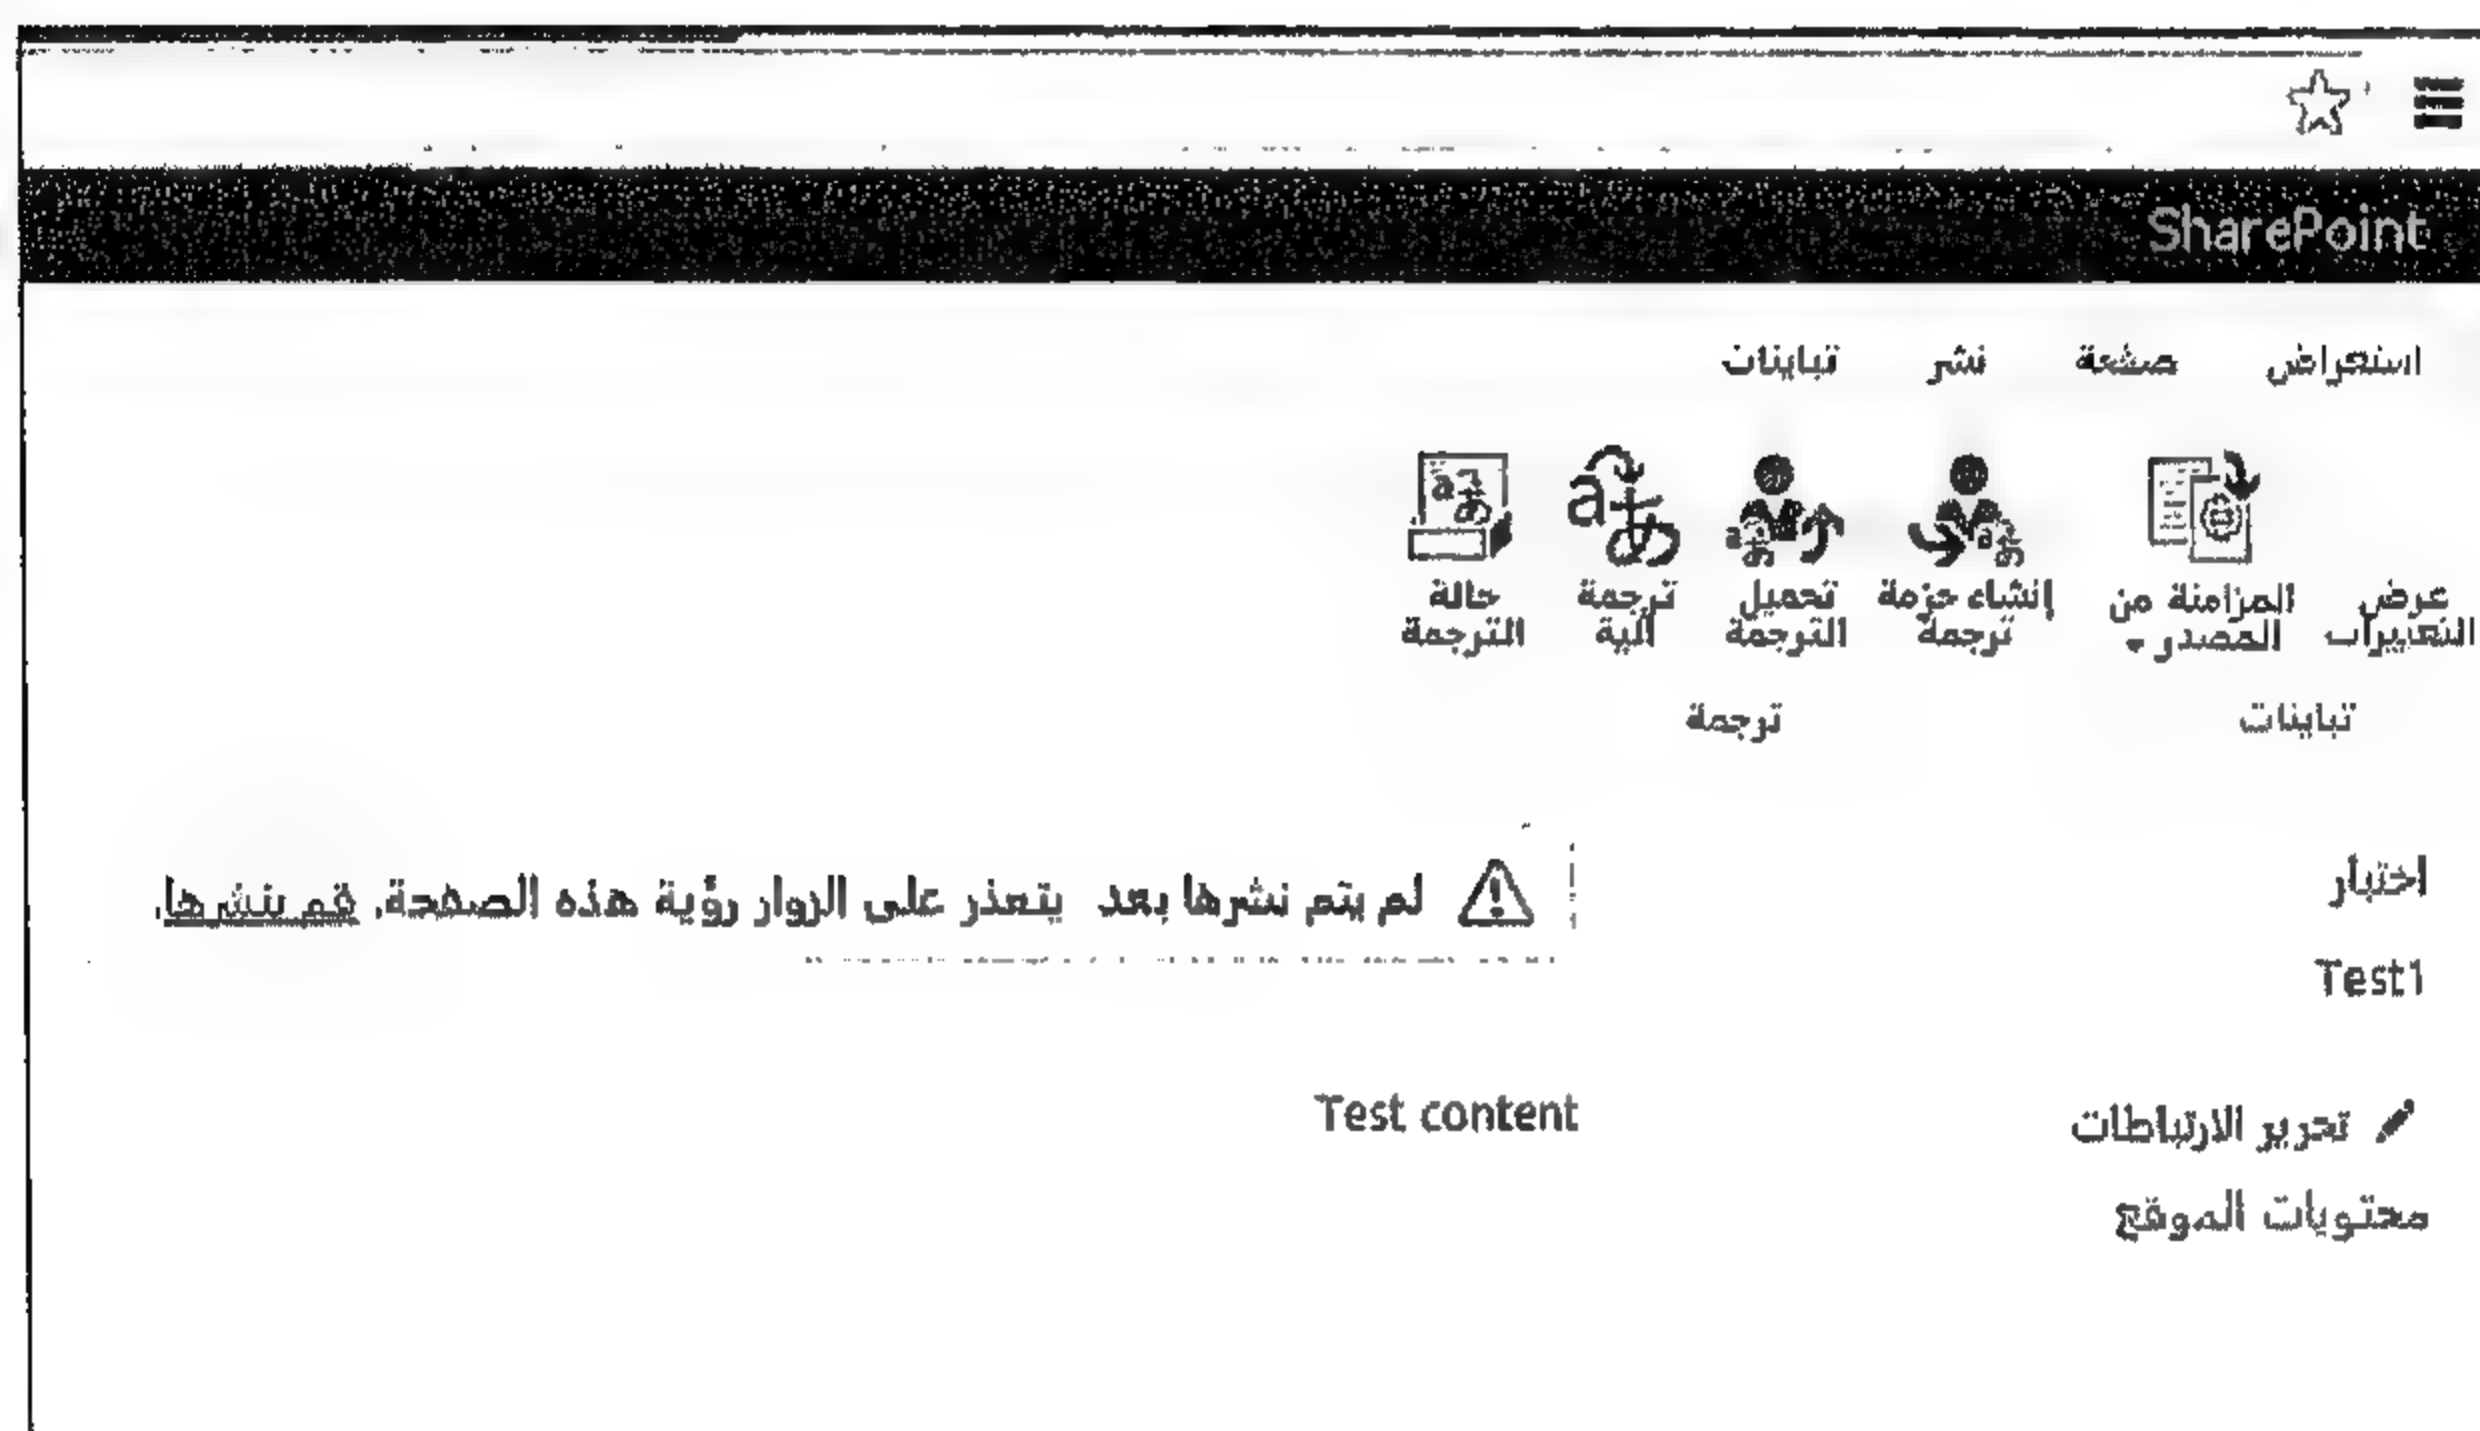 SharePoint
استعراض صفحة نشر تباينات
عرض المزامنة من إنشاء حزمة تحميل ترجمة حالة
التغييرات المصدر ترجمة الترجمة آلية الترجمة
تباينات ترجمة
اختبار
لم يتم نشرها بعد يتعذر على الزوار رؤية هذه الصفحة. قم بنشرها.
Test1
Test content
تحرير الارتباطات
محتويات الموقع